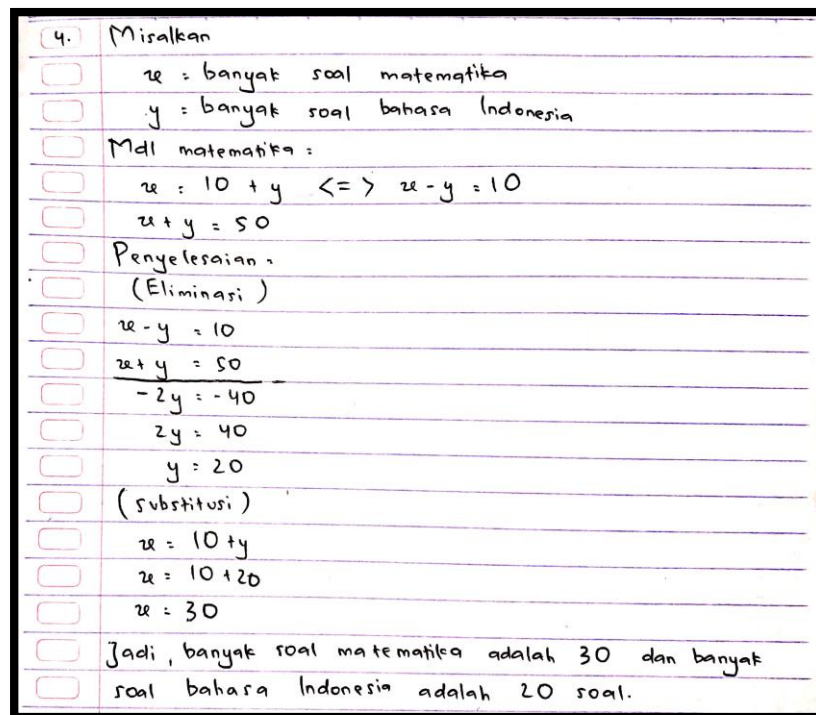 4. Misalkan
x = banyak soal matematika
y = banyak soal bahasa Indonesia
Mdl matematika :
x = 10 + y <=> x - y = 10
x + y = 50
Penyelesaian :
(Eliminasi)
x - y = 10
x + y = 50 -
-2y = -40
2y = 40
y = 20
(substitusi)
x = 10 + y
x = 10 + 20
x = 30
Jadi, banyak soal matematika adalah 30 dan banyak
soal bahasa Indonesia adalah 20 soal.